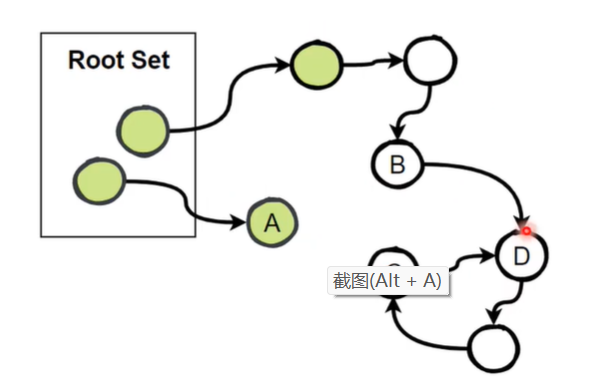 Root Set
B
A
D
截图(Alt + A)